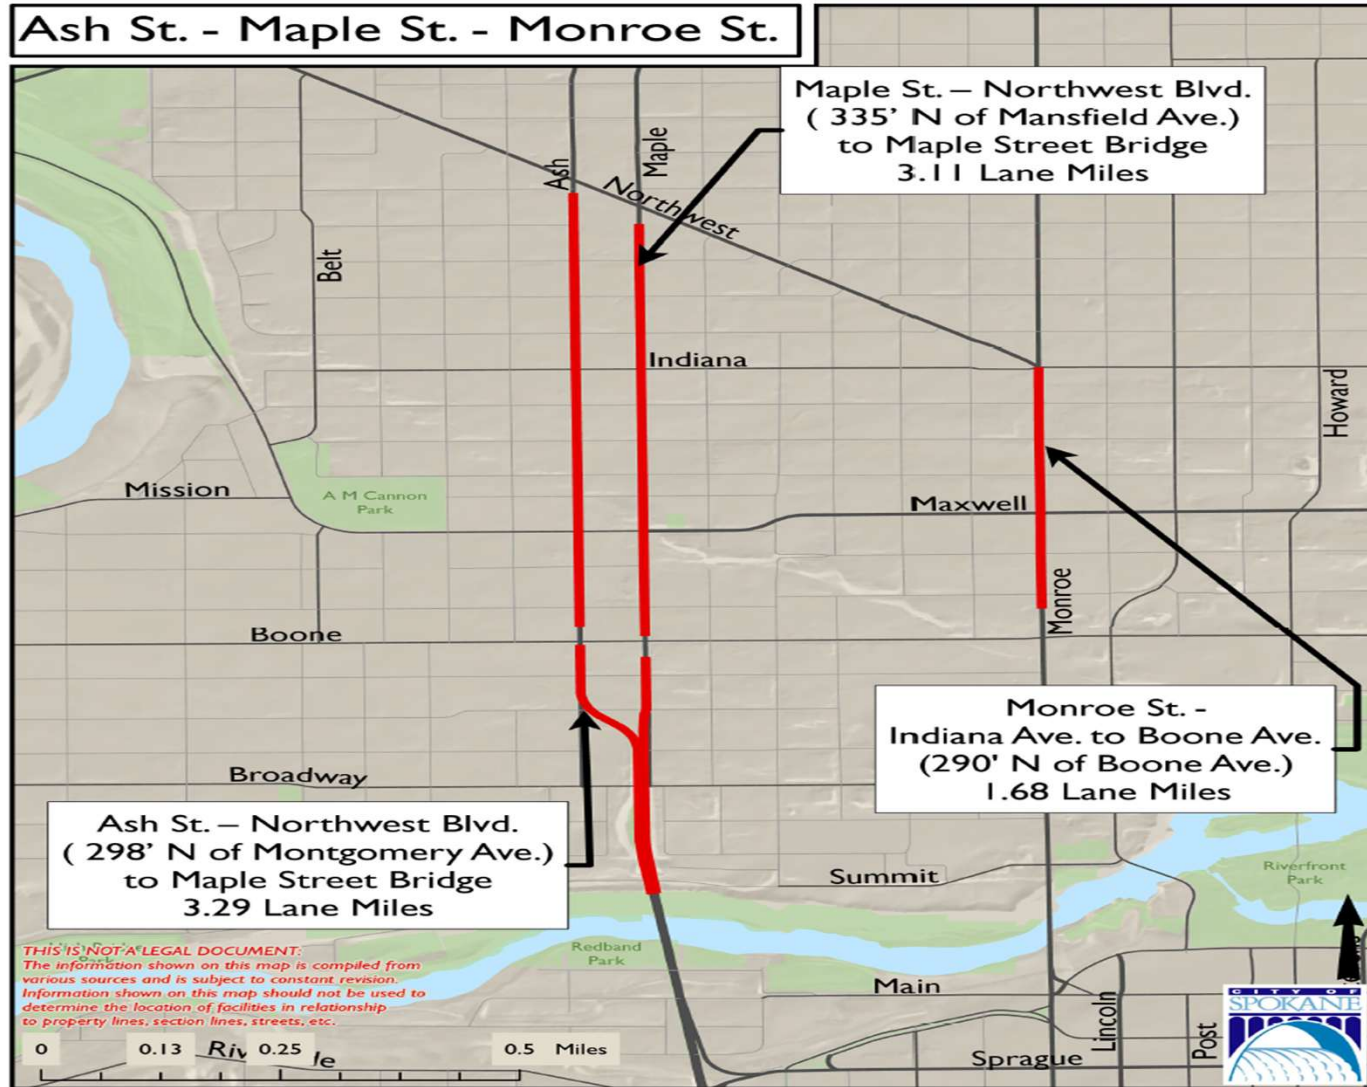 Ash St. - Maple St. - Monroe St.
Maple St. – Northwest Blvd.
( 335' N of Mansfield Ave.)
to Maple Street Bridge
3.11 Lane Miles
Ash
Maple
Northwest
Belt
Indiana
Howard
Mission
A M Cannon
Park
Maxwell
Monroe
Boone
Monroe St. -
Indiana Ave. to Boone Ave.
(290' N of Boone Ave.)
1.68 Lane Miles
Broadway
Ash St. – Northwest Blvd.
( 298' N of Montgomery Ave.)
to Maple Street Bridge
3.29 Lane Miles
Summit
Riverfront
Park
Redband
Park
Park
THIS IS NOT A LEGAL DOCUMENT:
The information shown on this map is compiled from
various sources and is subject to constant revision.
Information shown on this map should not be used to
determine the location of facilities in relationship
to property lines, section lines, streets, etc.
Main
Lincoln
Post
Sprague
0 0.13 0.25 0.5 Miles
CITY OF
SPOKANE